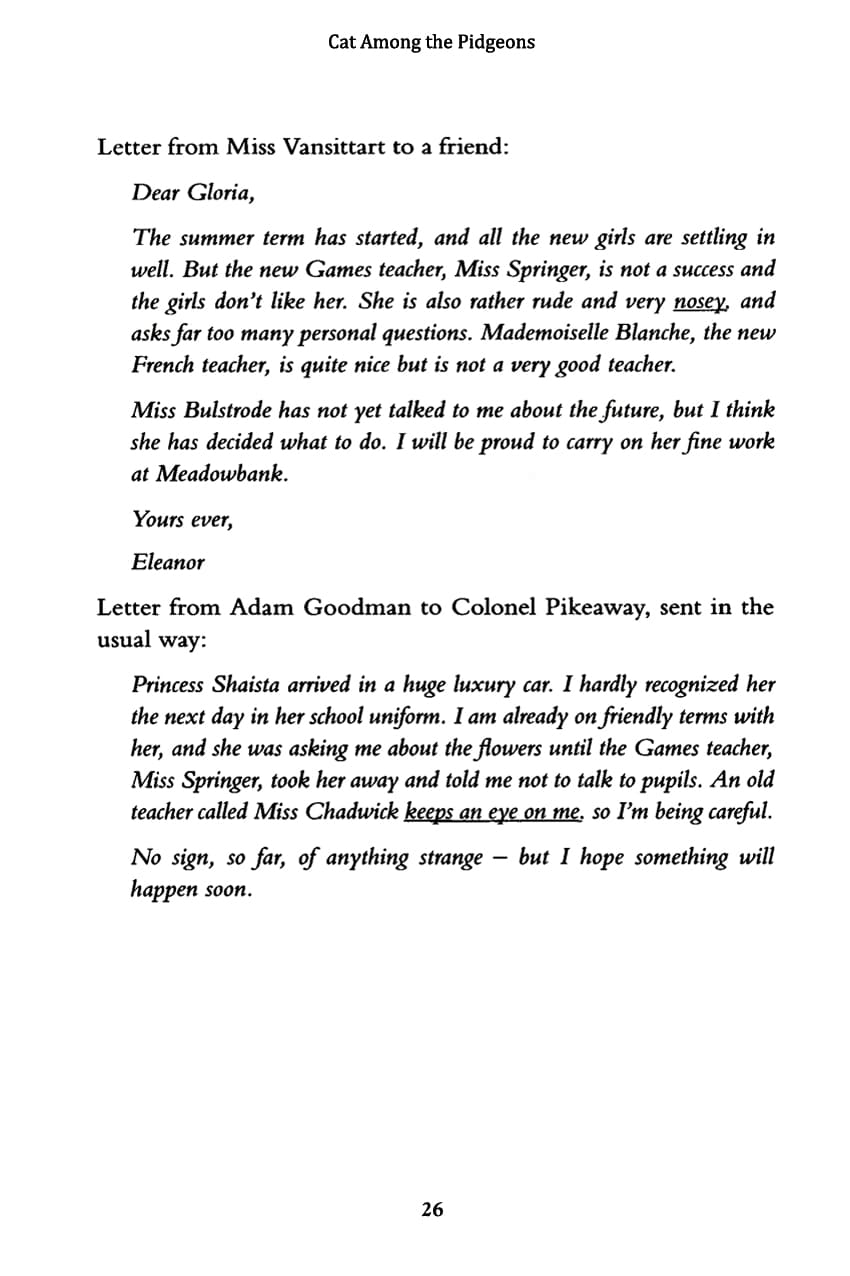 Cat Among the Pidgeons
Letter from Miss Vansittart to a friend:
Dear Gloria,
The summer term has started, and all the new girls are settling in
well. But the new Games teacher, Miss Springer, is not a success and
the girls don't like her. She is also rather rude and very nosey, and
asks far too many personal questions. Mademoiselle Blanche, the new
French teacher, is quite nice but is not a very good teacher.
Miss Bulstrode has not yet talked to me about the future, but I think
she has decided what to do. I will be proud to carry on her fine work
at Meadowbank.
Yours ever,
Eleanor
Letter from Adam Goodman to Colonel Pikeaway, sent in the
usual way:
Princess Shaista arrived in a huge luxury car. I hardly recognized her
the next day in her school uniform. I am already on friendly terms with
her, and she was asking me about the flowers until the Games teacher,
Miss Springer, took her away and told me not to talk to pupils. An old
teacher called Miss Chadwick keeps an eye on me, so I'm being careful.
No sign, so far, of anything strange – but I hope something will
happen soon.
26